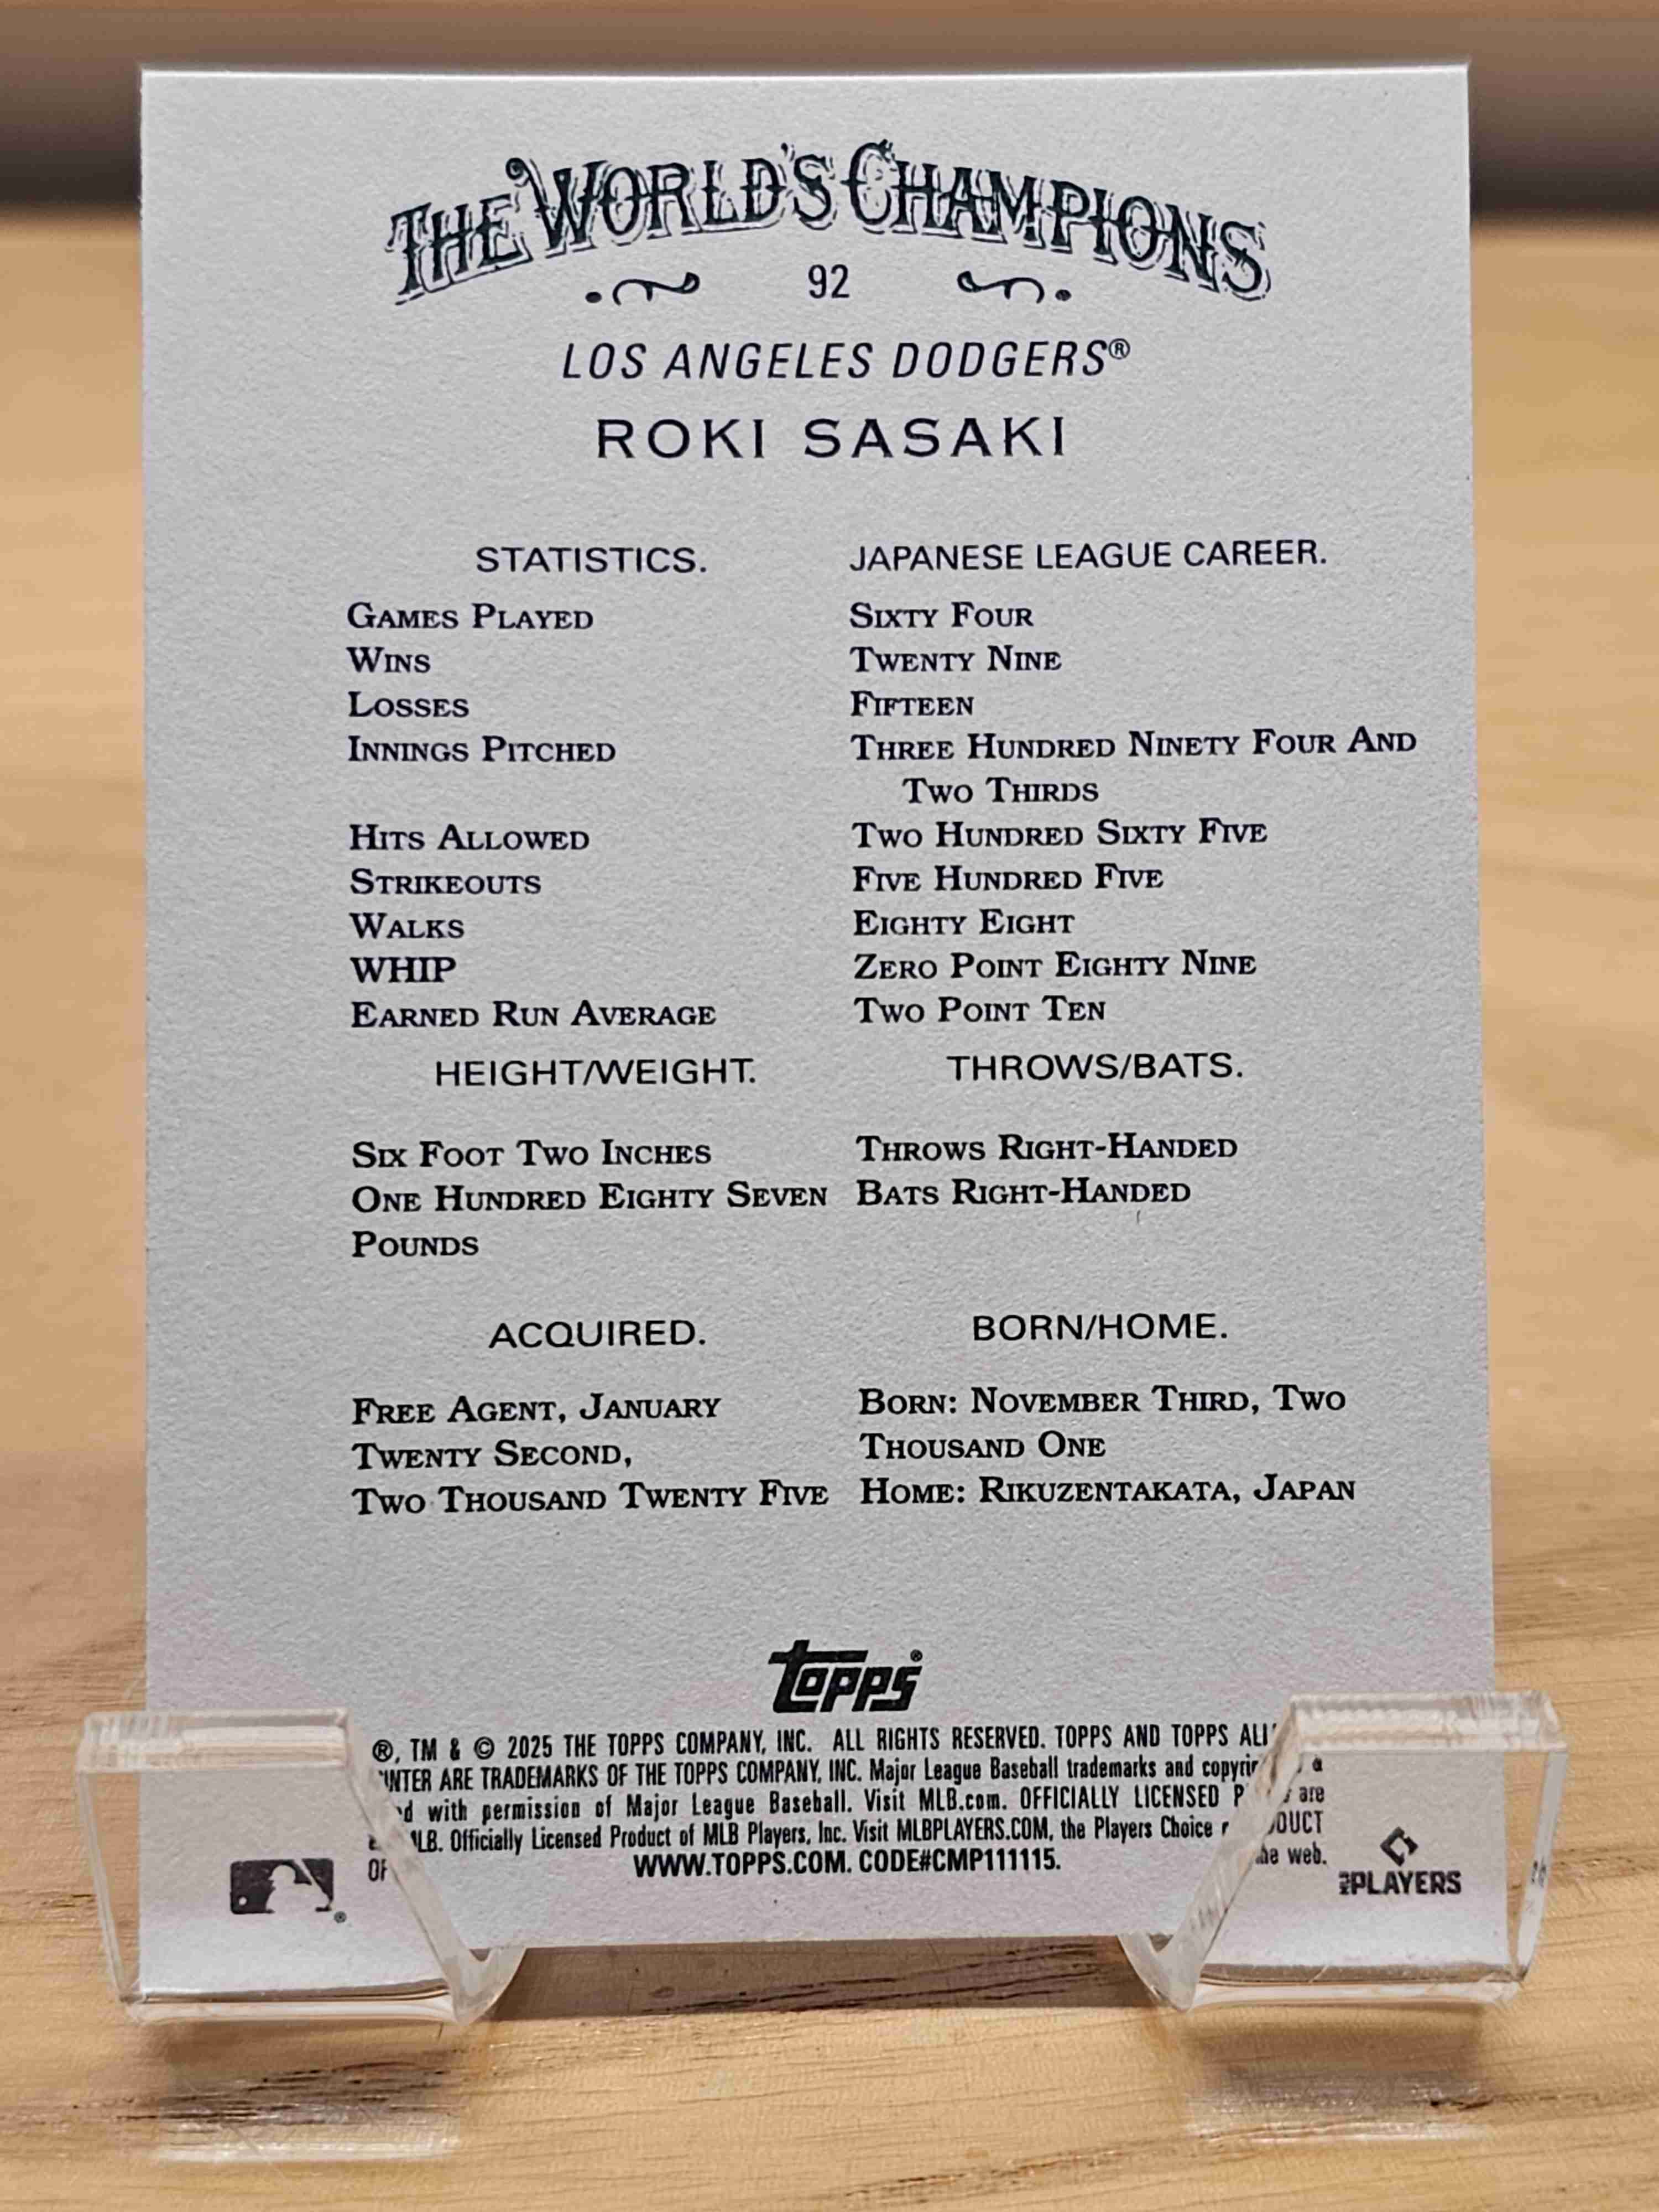 THE WORLD'S CHAMPIONS
92
LOS ANGELES DODGERS®
ROKI SASAKI
STATISTICS. JAPANESE LEAGUE CAREER.
GAMES PLAYED SIXTY FOUR
WINS TWENTY NINE
LOSSES FIFTEEN
INNINGS PITCHED THREE HUNDRED NINETY FOUR AND
TWO THIRDS
HITS ALLOWED TWO HUNDRED SIXTY FIVE
STRIKEOUTS FIVE HUNDRED FIVE
WALKS EIGHTY EIGHT
WHIP ZERO POINT EIGHTY NINE
EARNED RUN AVERAGE TWO POINT TEN
HEIGHT/WEIGHT.
SIX FOOT TWO INCHES
ONE HUNDRED EIGHTY SEVEN
POUNDS
THROWS/BATS.
THROWS RIGHT-HANDED
BATS RIGHT-HANDED
ACQUIRED.
FREE AGENT, JANUARY
TWENTY SECOND,
TWO THOUSAND TWENTY FIVE
BORN/HOME.
BORN: NOVEMBER THIRD, TWO
THOUSAND ONE
HOME: RIKUZENTAKATA, JAPAN
topps®
®, TM & © 2025 THE TOPPS COMPANY, INC. ALL RIGHTS RESERVED. TOPPS AND TOPPS
ARE TRADEMARKS OF THE TOPPS COMPANY, INC. Major League Baseball trademarks and
with permission of Major League Baseball. Visit MLB.com. OFFICIALLY LICENSED are
Officially Licensed Product of MLB Players, Inc. Visit MLBPLAYERS.COM, the Players Choice
WWW.TOPPS.COM. CODE#CMP111115. web.
PLAYERS